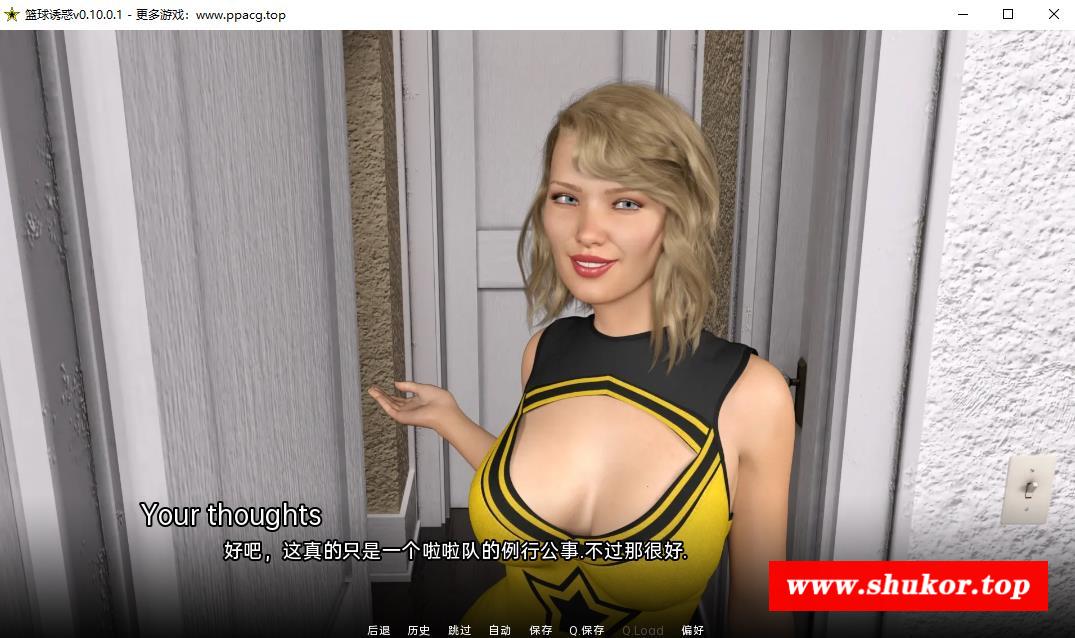 篮球诱惑v0.10.0.1 - 更多游戏：www.ppacg.top
Your thoughts
好吧，这真的只是一个啦啦队的例行公事.不过那很好.
www.shukor.top
后退 历史 跳过 自动 保存 Q.保存 Q.Load 偏好